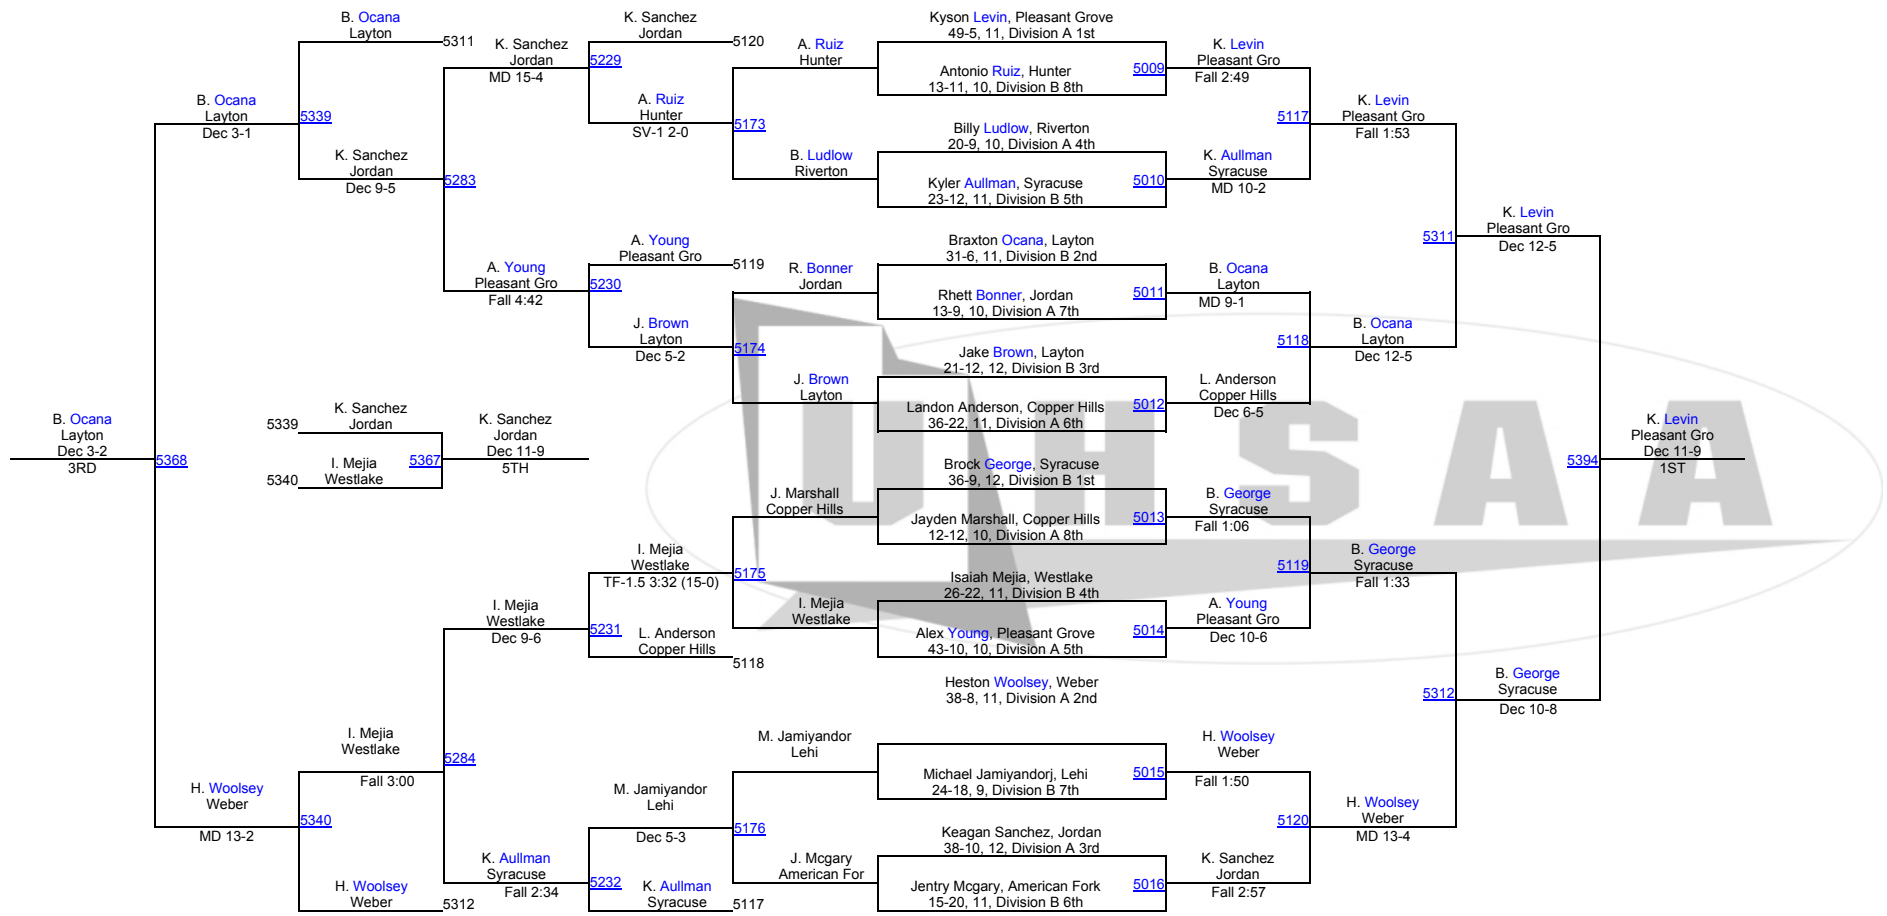 B. Ocana
Layton
5311
K. Sanchez
Jordan
MD 15-4
K. Sanchez
Jordan
5120
5229
A. Ruiz
Hunter
SV-1 2-0
5173
A. Ruiz
Hunter
B. Ludlow
Riverton
Kyson Levin, Pleasant Grove
49-5, 11, Division A 1st
Antonio Ruiz, Hunter
13-11, 10, Division B 8th
5009
K. Levin
Pleasant Gro
Fall 2:49
Billy Ludlow, Riverton
20-9, 10, Division A 4th
Kyler Aullman, Syracuse
23-12, 11, Division B 5th
5010
K. Aullman
Syracuse
MD 10-2
5117
K. Levin
Pleasant Gro
Fall 1:53
B. Ocana
Layton
Dec 3-1
5339
K. Sanchez
Jordan
Dec 9-5
5283
A. Young
Pleasant Gro
Fall 4:42
A. Young
Pleasant Gro
5119
5230
J. Brown
Layton
Dec 5-2
5174
R. Bonner
Jordan
J. Brown
Layton
Braxton Ocana, Layton
31-6, 11, Division B 2nd
Rhett Bonner, Jordan
13-9, 10, Division A 7th
5011
B. Ocana
Layton
MD 9-1
Jake Brown, Layton
21-12, 12, Division B 3rd
Landon Anderson, Copper Hills
36-22, 11, Division A 6th
5012
L. Anderson
Copper Hills
Dec 6-5
5118
B. Ocana
Layton
Dec 12-5
5311
K. Levin
Pleasant Gro
Dec 12-5
B. Ocana
Layton
Dec 3-2
3RD
5368
5339
K. Sanchez
Jordan
5340
I. Mejia
Westlake
5367
K. Sanchez
Jordan
Dec 11-9
5TH
UHSAA
5394
K. Levin
Pleasant Gro
Dec 11-9
1ST
Brock George, Syracuse
36-9, 12, Division B 1st
Jayden Marshall, Copper Hills
12-12, 10, Division A 8th
5013
B. George
Syracuse
Fall 1:06
J. Marshall
Copper Hills
I. Mejia
Westlake
TF-1.5 3:32 (15-0)
5175
I. Mejia
Westlake
Isaiah Mejia, Westlake
26-22, 11, Division B 4th
Alex Young, Pleasant Grove
43-10, 10, Division A 5th
5014
A. Young
Pleasant Gro
Dec 10-6
5119
B. George
Syracuse
Fall 1:33
I. Mejia
Westlake
Dec 9-6
5231
L. Anderson
Copper Hills
5118
Heston Woolsey, Weber
38-8, 11, Division A 2nd
5312
B. George
Syracuse
Dec 10-8
I. Mejia
Westlake
Fall 3:00
5284
M. Jamiyandor
Lehi
Michael Jamiyandorj, Lehi
24-18, 9, Division B 7th
5015
H. Woolsey
Weber
Fall 1:50
H. Woolsey
Weber
MD 13-2
5340
M. Jamiyandor
Lehi
Dec 5-3
5176
J. Mcgary
American For
Keagan Sanchez, Jordan
38-10, 12, Division A 3rd
Jentry Mcgary, American Fork
15-20, 11, Division B 6th
5016
K. Sanchez
Jordan
Fall 2:57
5120
H. Woolsey
Weber
MD 13-4
K. Aullman
Syracuse
Fall 2:34
5232
K. Aullman
Syracuse
5117
H. Woolsey
Weber
5312